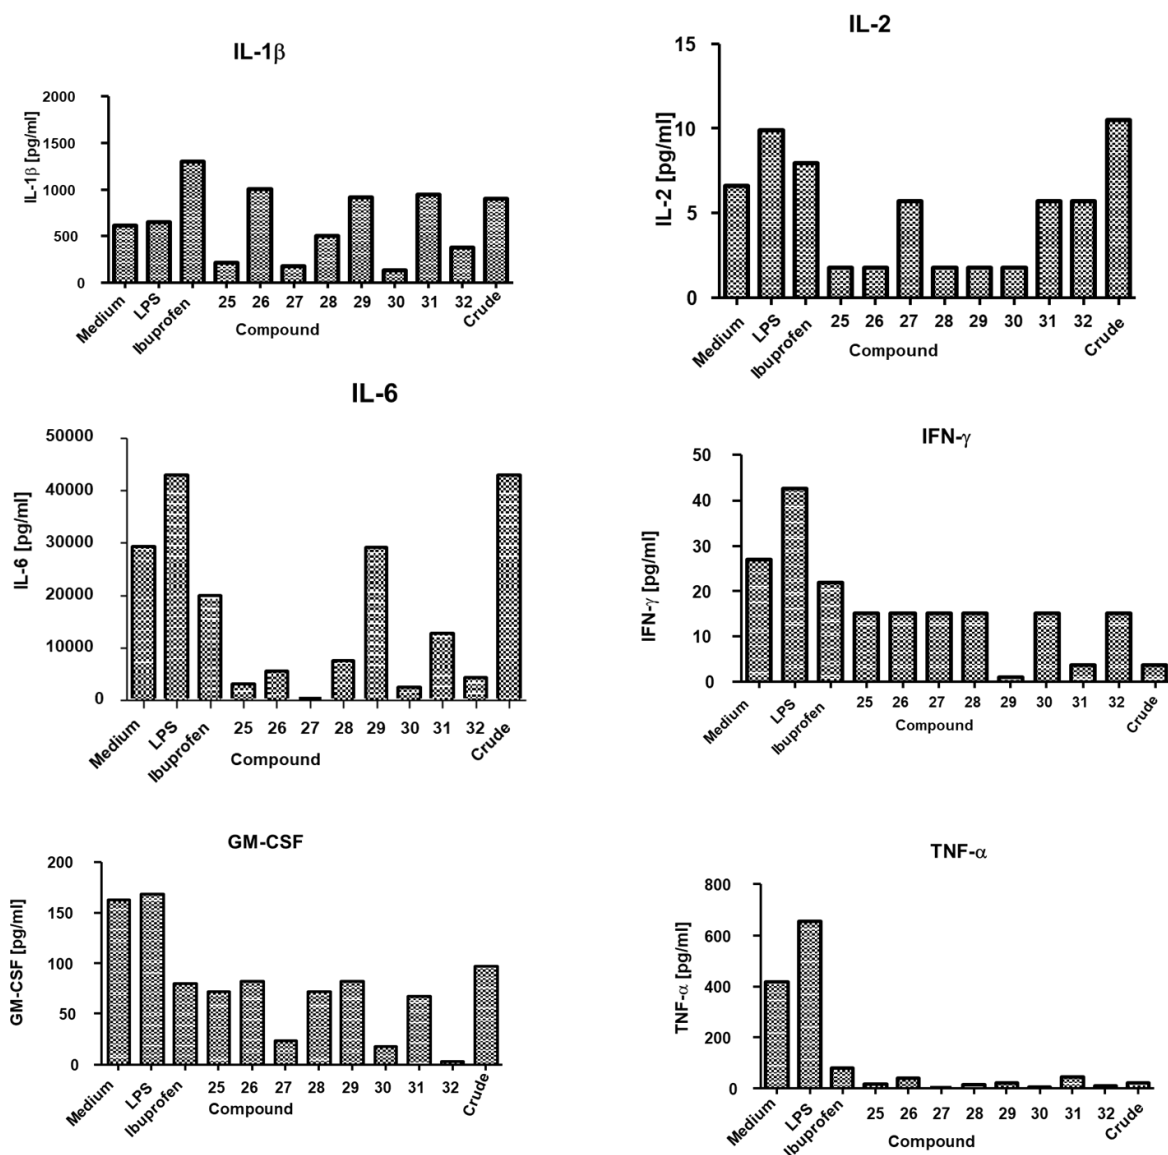 IL-1β
2000
1500
1000
500
0
IL-1β [pg/ml]
Medium
LPS
Ibuprofen
25
26
27
28
29
30
31
32
Crude
Compound
IL-2
15
10
5
0
IL-2 [pg/ml]
Medium
LPS
Ibuprofen
25
26
27
28
29
30
31
32
Crude
Compound
IL-6
50000
40000
30000
20000
10000
0
IL-6 [pg/ml]
Medium
LPS
Ibuprofen
25
26
27
28
29
30
31
32
Crude
Compound
IFN-γ
50
40
30
20
10
0
IFN-γ [pg/ml]
Medium
LPS
Ibuprofen
25
26
27
28
29
30
31
32
Crude
Compound
GM-CSF
200
150
100
50
0
GM-CSF [pg/ml]
Medium
LPS
Ibuprofen
25
26
27
28
29
30
31
32
Crude
Compound
TNF-α
800
600
400
200
0
TNF-α [pg/ml]
Medium
LPS
Ibuprofen
25
26
27
28
29
30
31
32
Crude
Compound